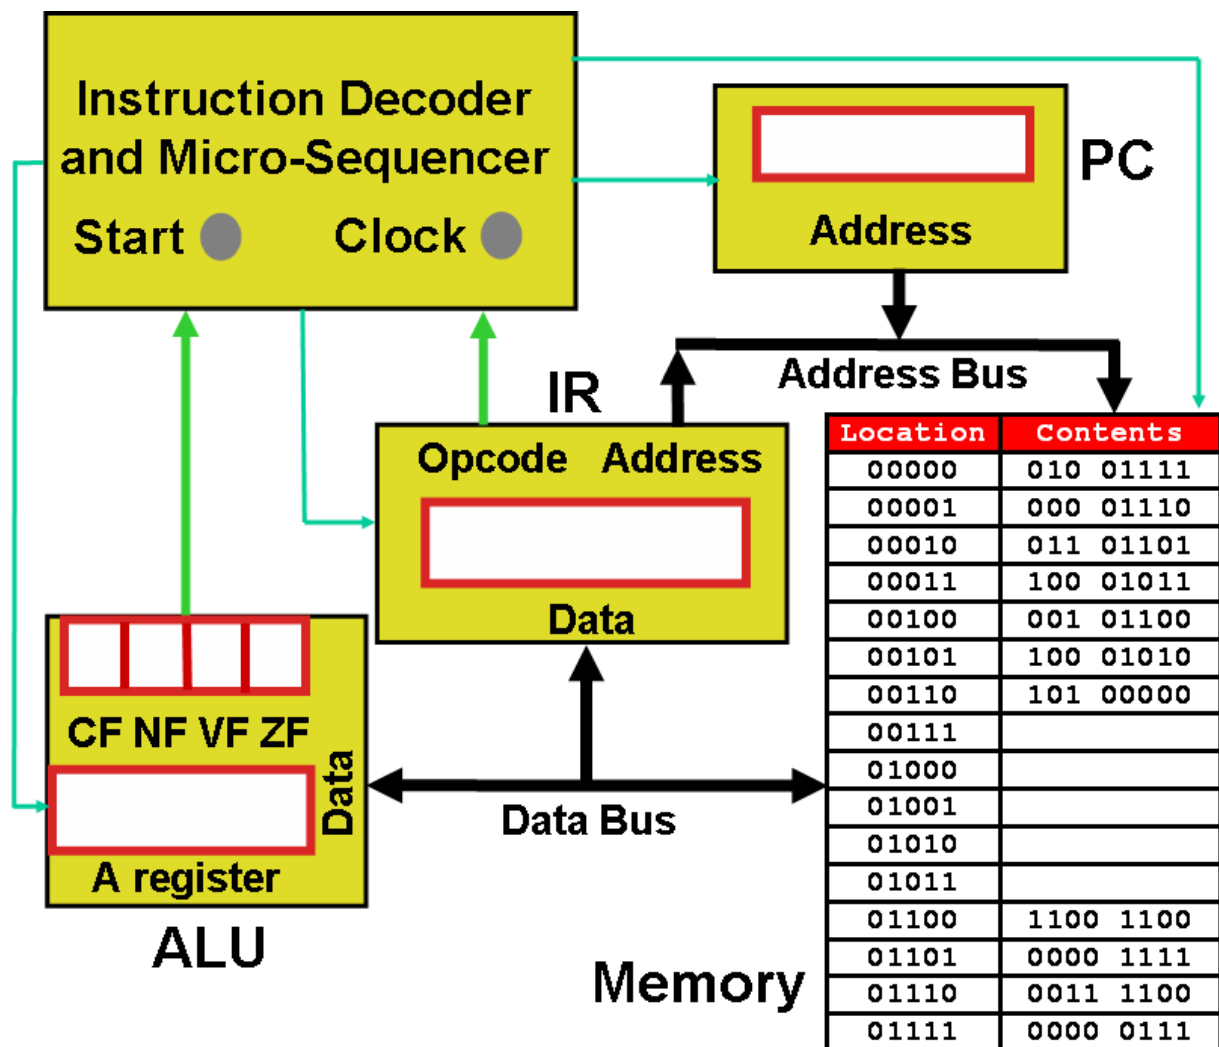 Instruction Decoder
and Micro-Sequencer
Start
Clock
PC
Address
Address Bus
IR
Opcode Address
Data
CF NF VF ZF
Data
A register
ALU
Data Bus
Memory
Location Contents
00000 010 01111
00001 000 01110
00010 011 01101
00011 100 01011
00100 001 01100
00101 100 01010
00110 101 00000
00111
01000
01001
01010
01011
01100 1100 1100
01101 0000 1111
01110 0011 1100
01111 0000 0111